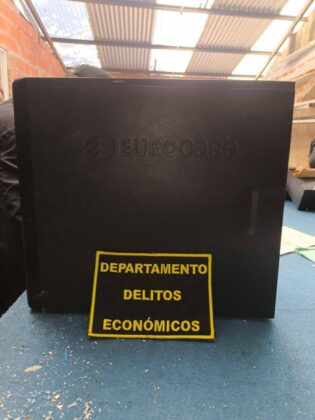 EUROCASE
DEPARTAMENTO
DELITOS
ECONÓMICOS